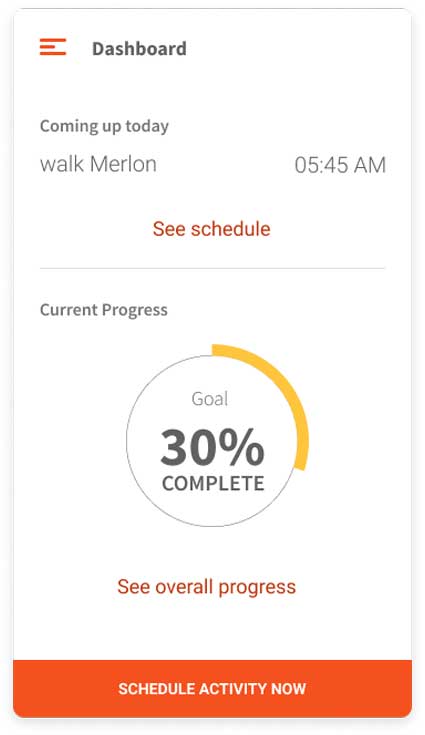 Dashboard
Coming up today
walk Merlon 05:45 AM
See schedule
Current Progress
Goal
30%
COMPLETE
See overall progress
SCHEDULE ACTIVITY NOW